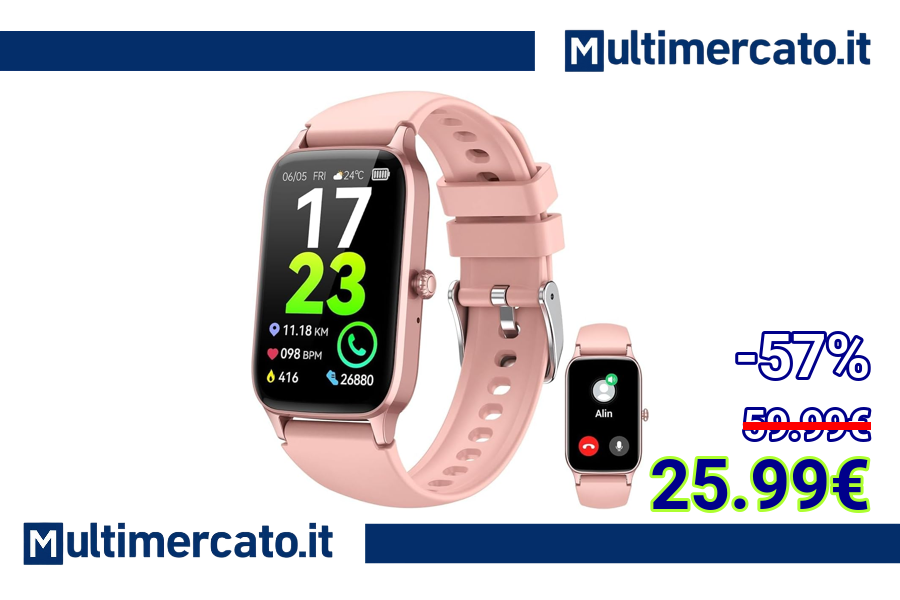 Multimercato.it
06/05 FRI 24°C
17
23
11.18 KM
098 BPM
416
26880
Alin
-57%
59.99€
25.99€
Multimercato.it